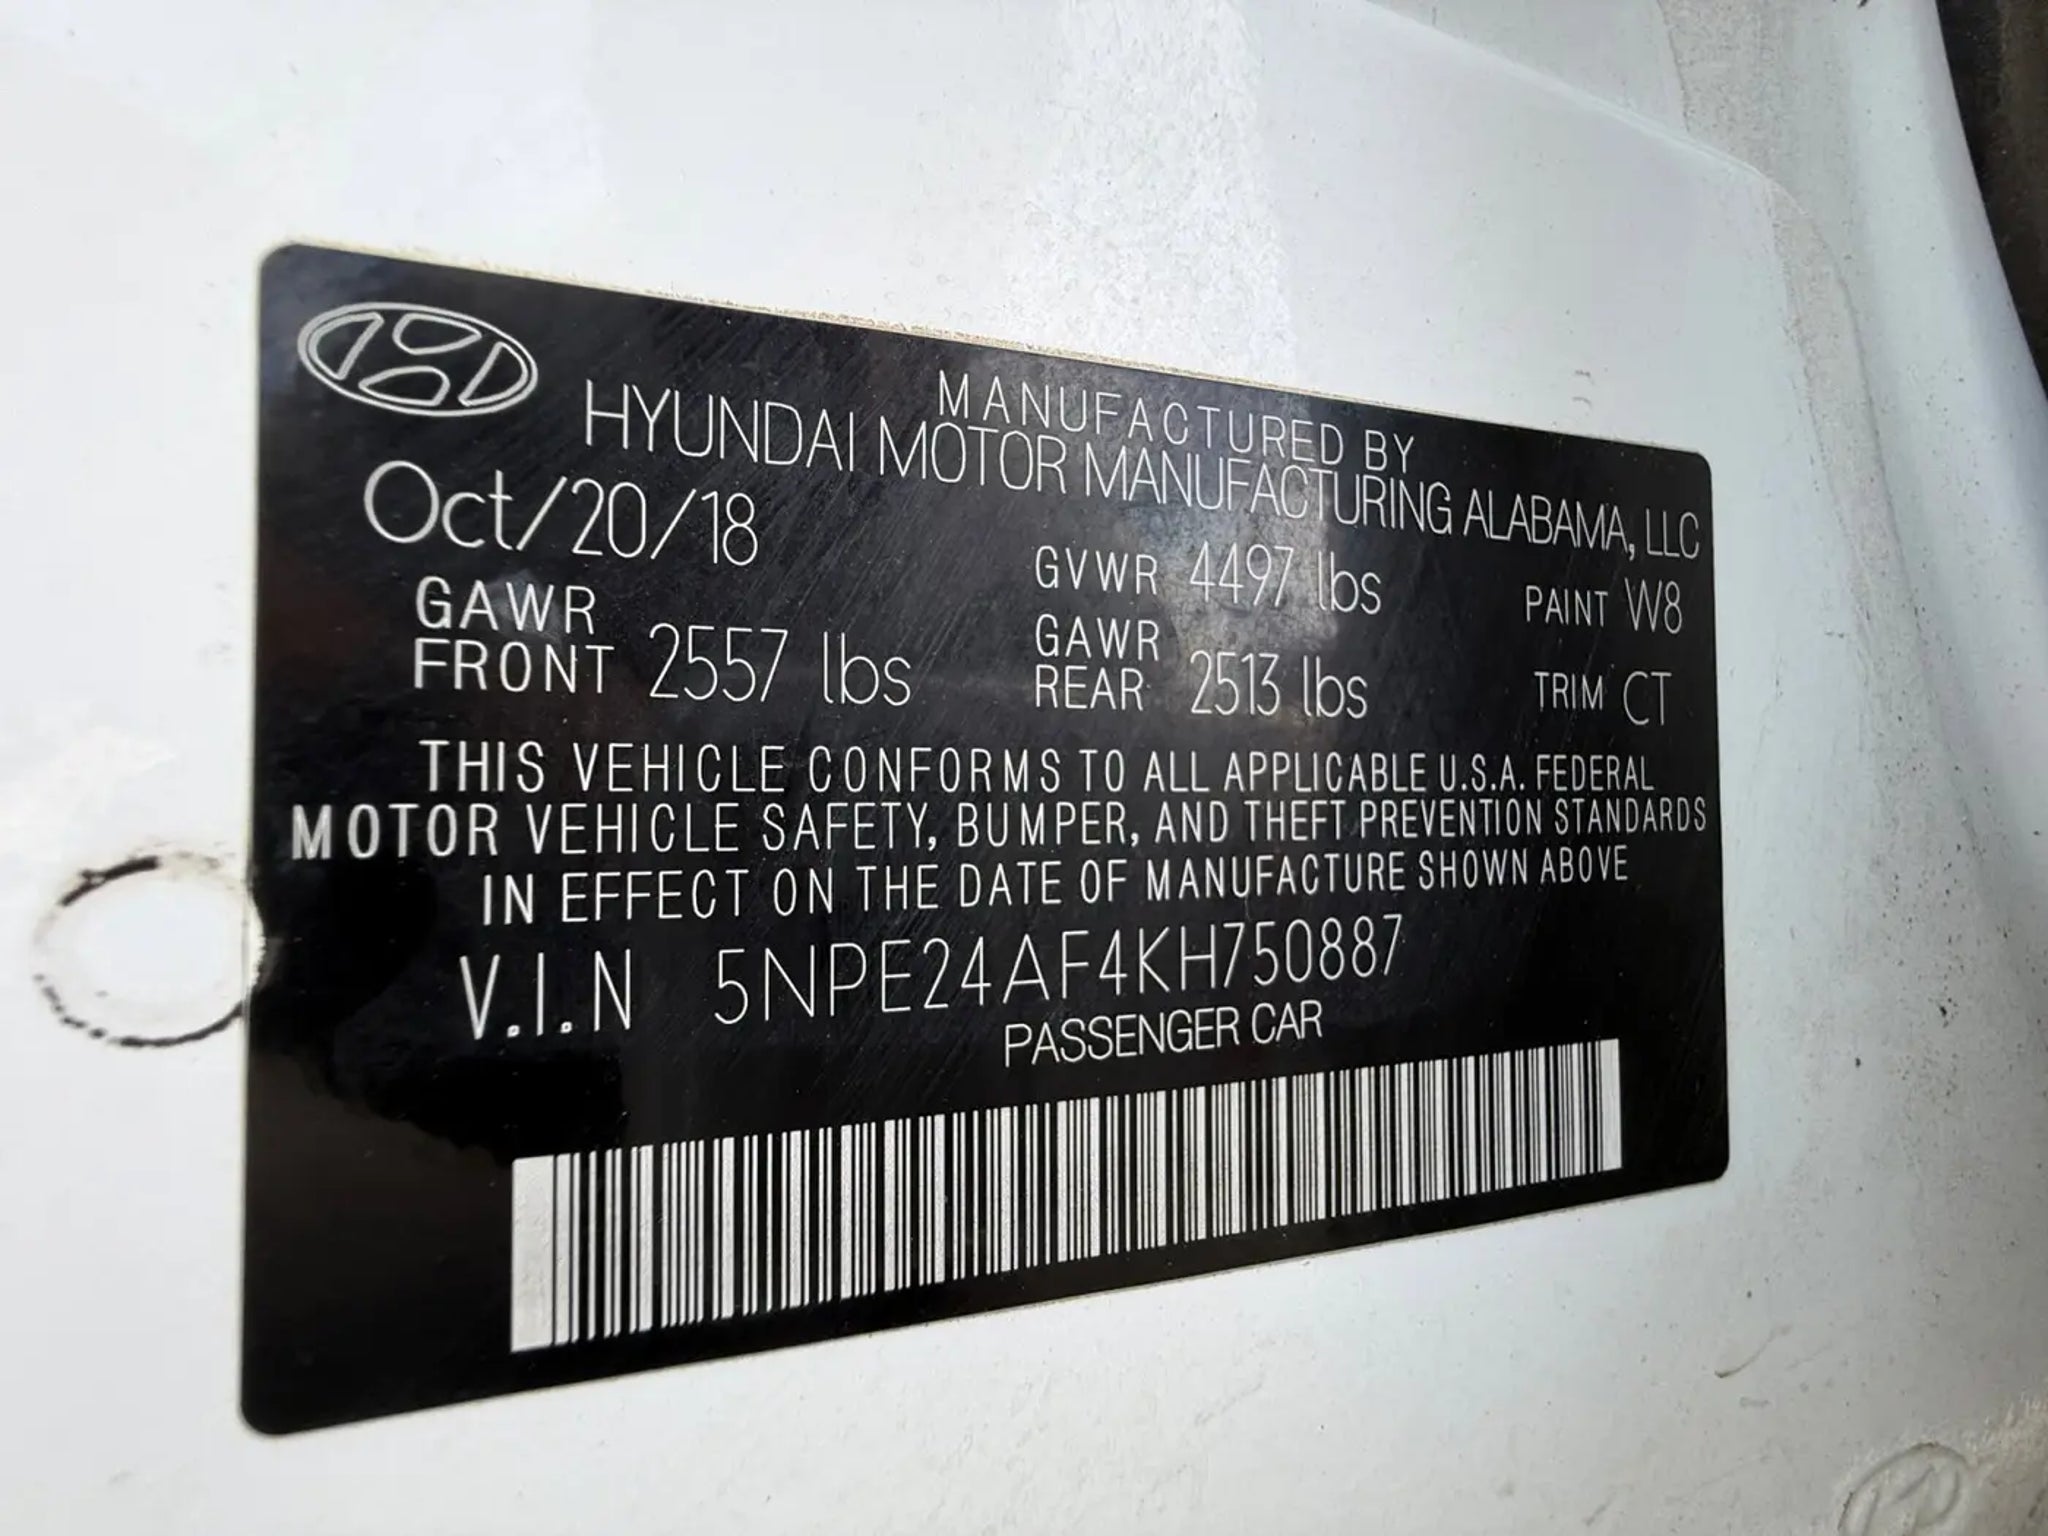 MANUFACTURED BY
HYUNDAI MOTOR MANUFACTURING ALABAMA, LLC
Oct/20/18
GVWR 4497 lbs
PAINT W8
GAWR
FRONT 2557 lbs
GAWR
REAR 2513 lbs
TRIM CT
THIS VEHICLE CONFORMS TO ALL APPLICABLE U.S.A. FEDERAL
MOTOR VEHICLE SAFETY, BUMPER, AND THEFT PREVENTION STANDARDS
IN EFFECT ON THE DATE OF MANUFACTURE SHOWN ABOVE
V.I.N 5NPE24AF4KH750887
PASSENGER CAR